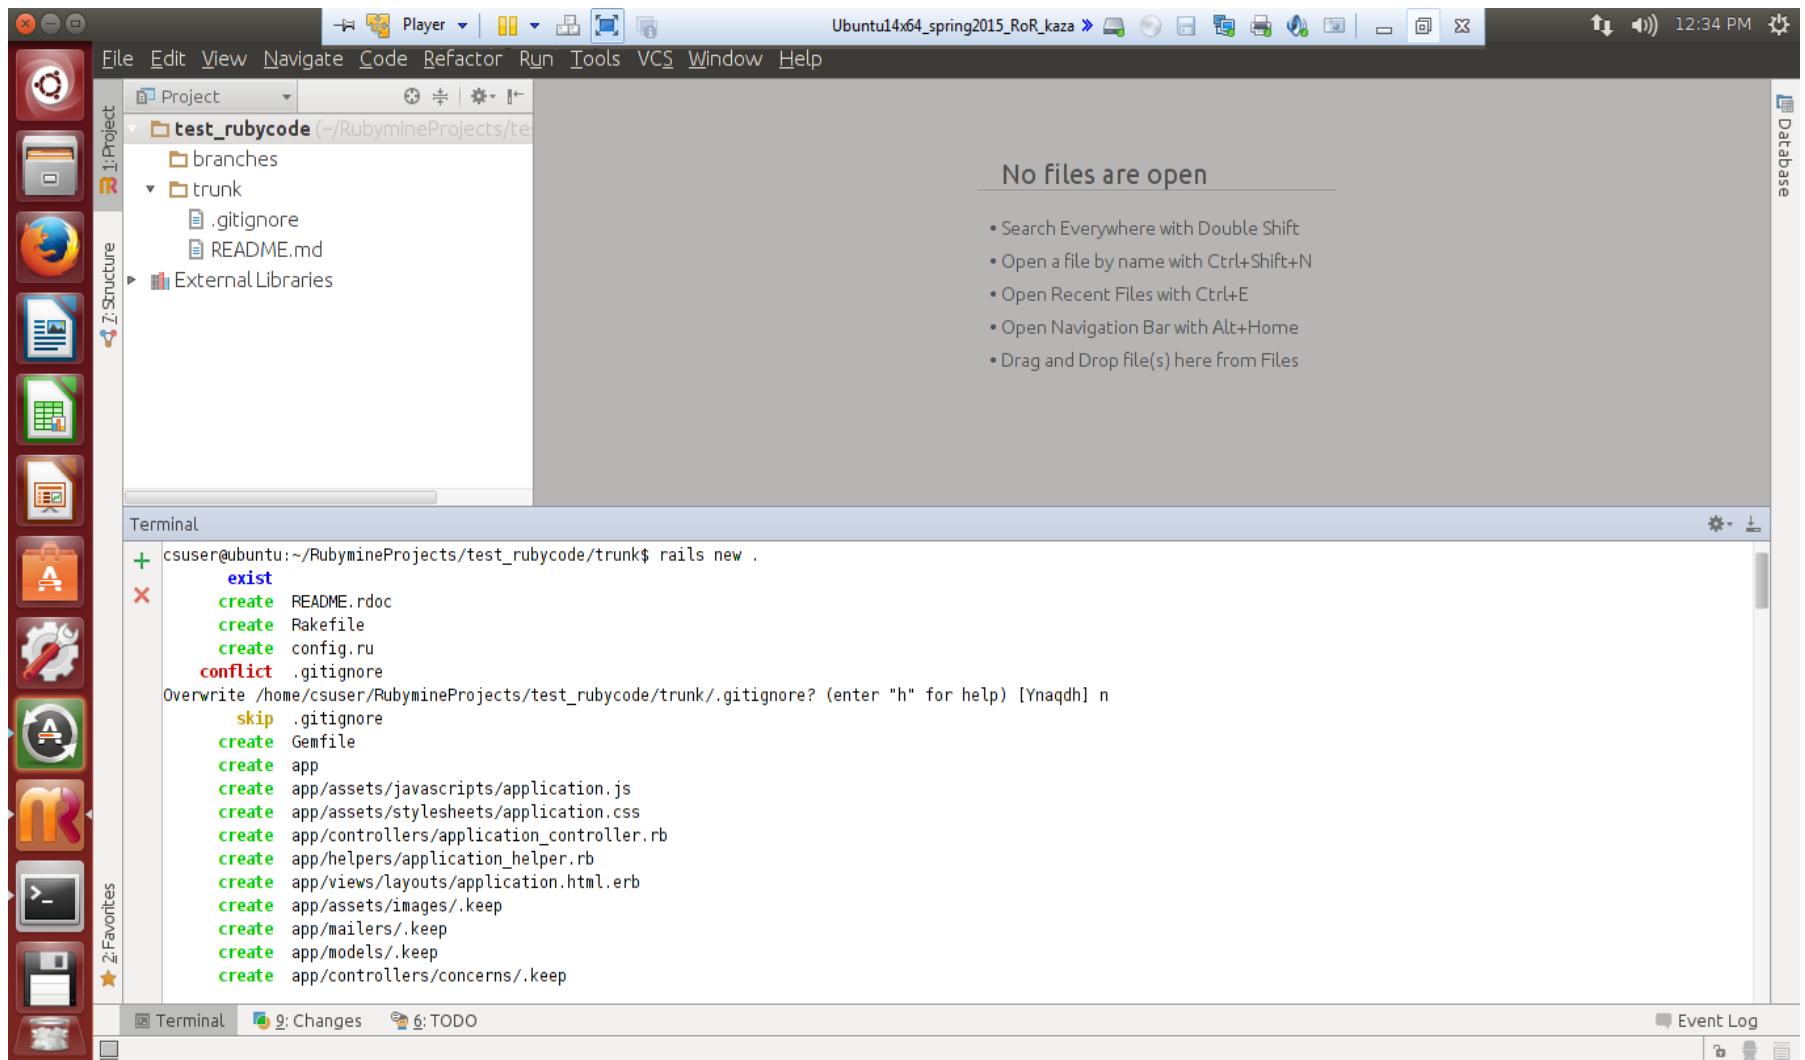 Player
Ubuntu14x64_spring2015_RoR_kaza
12:34 PM
File Edit View Navigate Code Refactor Run Tools VCS Window Help
1: Project
7: Structure
2: Favorites
Project
test_rubycode (~/RubymineProjects/te
branches
trunk
.gitignore
README.md
External Libraries
No files are open
• Search Everywhere with Double Shift
• Open a file by name with Ctrl+Shift+N
• Open Recent Files with Ctrl+E
• Open Navigation Bar with Alt+Home
• Drag and Drop file(s) here from Files
Database
Terminal
csuser@ubuntu:~/RubymineProjects/test_rubycode/trunk$ rails new .
exist
create README.rdoc
create Rakefile
create config.ru
conflict .gitignore
Overwrite /home/csuser/RubymineProjects/test_rubycode/trunk/.gitignore? (enter "h" for help) [Ynaqdh] n
skip .gitignore
create Gemfile
create app
create app/assets/javascripts/application.js
create app/assets/stylesheets/application.css
create app/controllers/application_controller.rb
create app/helpers/application_helper.rb
create app/views/layouts/application.html.erb
create app/assets/images/.keep
create app/mailers/.keep
create app/models/.keep
create app/controllers/concerns/.keep
Terminal 9: Changes 6: TODO
Event Log